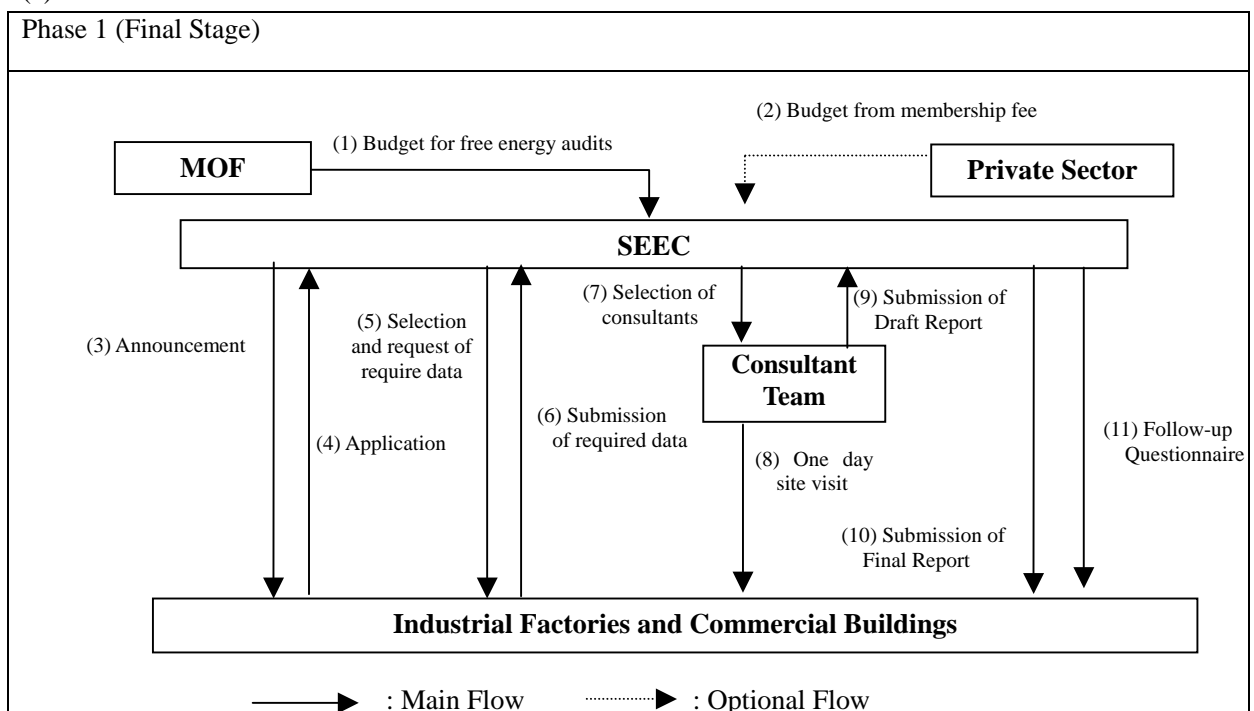 Phase 1 (Final Stage)
(2) Budget from membership fee
(1) Budget for free energy audits
MOF
Private Sector
SEEC
(3) Announcement
(4) Application
(5) Selection
and request of
require data
(6) Submission
of required data
(7) Selection of
consultants
Consultant
Team
(8) One day
site visit
(9) Submission of
Draft Report
(10) Submission of
Final Report
(11) Follow-up
Questionnaire
Industrial Factories and Commercial Buildings
: Main Flow
: Optional Flow